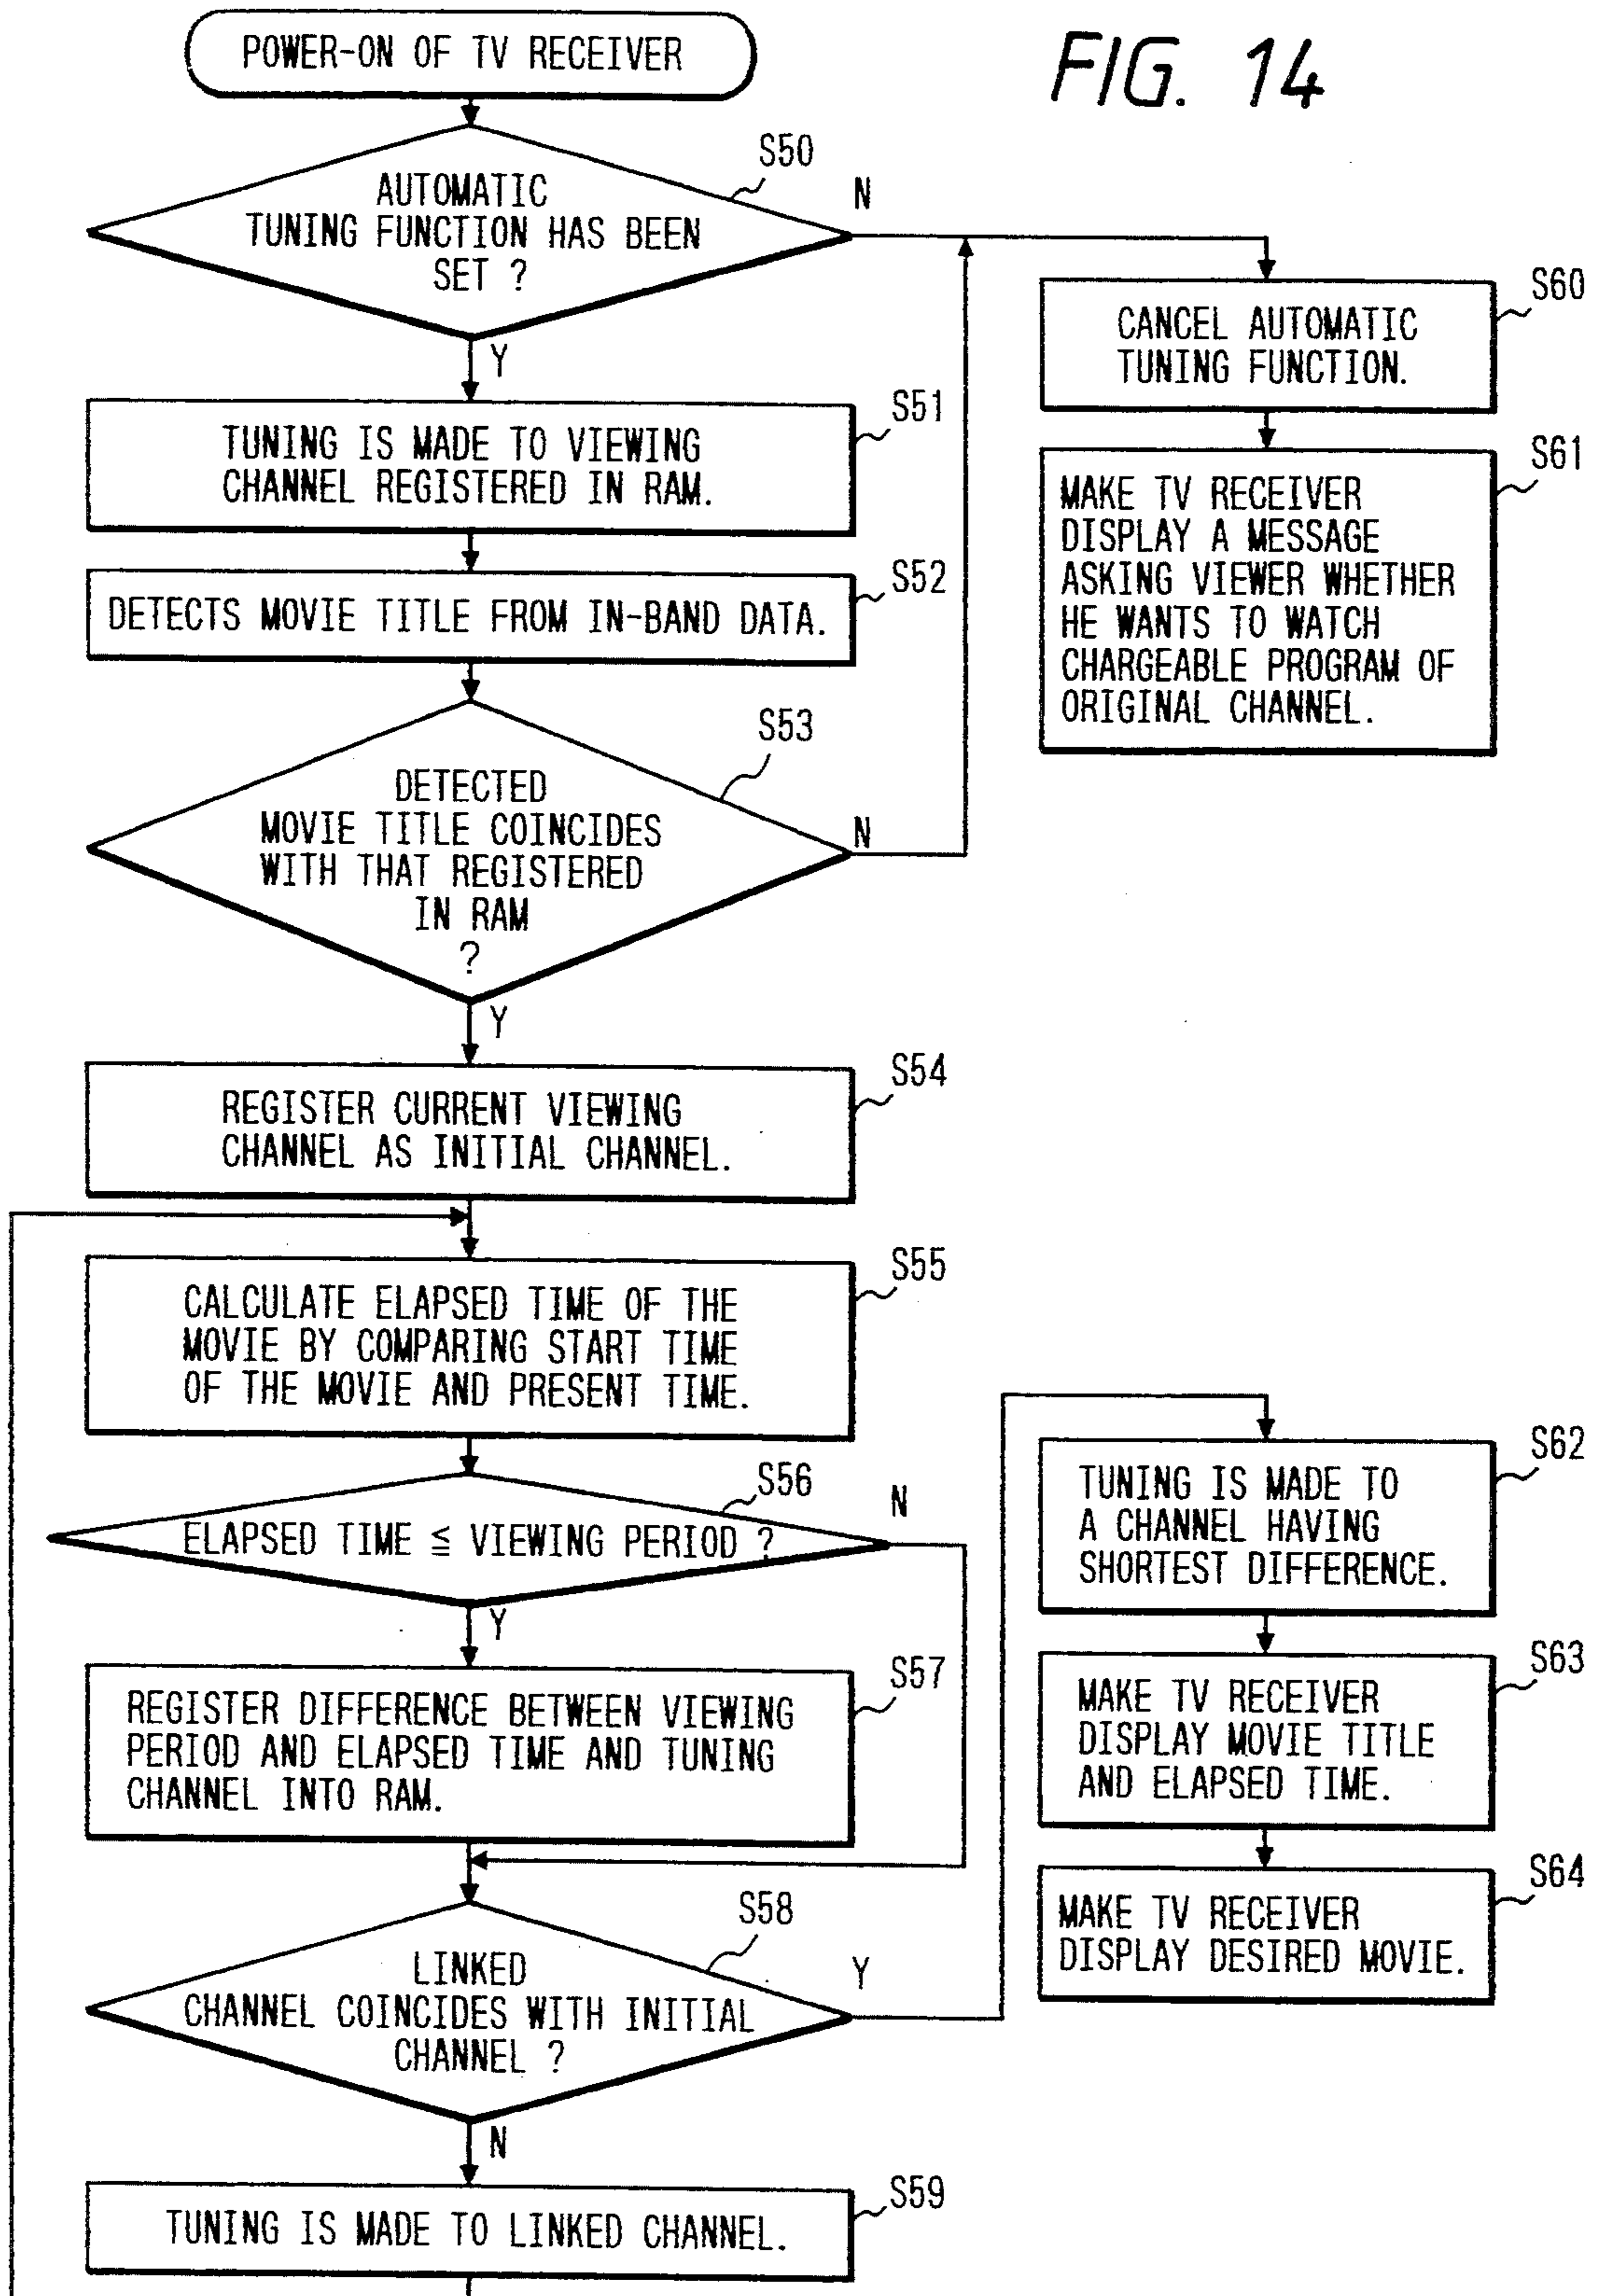 FIG. 14
POWER-ON OF TV RECEIVER
S50
AUTOMATIC
TUNING FUNCTION HAS BEEN
SET ?
N
Y
S51
TUNING IS MADE TO VIEWING
CHANNEL REGISTERED IN RAM.
S52
DETECTS MOVIE TITLE FROM IN-BAND DATA.
S53
DETECTED
MOVIE TITLE COINCIDES
WITH THAT REGISTERED
IN RAM
?
N
Y
S54
REGISTER CURRENT VIEWING
CHANNEL AS INITIAL CHANNEL.
S55
CALCULATE ELAPSED TIME OF THE
MOVIE BY COMPARING START TIME
OF THE MOVIE AND PRESENT TIME.
S56
ELAPSED TIME ≦ VIEWING PERIOD ?
N
Y
S57
REGISTER DIFFERENCE BETWEEN VIEWING
PERIOD AND ELAPSED TIME AND TUNING
CHANNEL INTO RAM.
S58
LINKED
CHANNEL COINCIDES WITH INITIAL
CHANNEL ?
Y
N
S59
TUNING IS MADE TO LINKED CHANNEL.
S60
CANCEL AUTOMATIC
TUNING FUNCTION.
S61
MAKE TV RECEIVER
DISPLAY A MESSAGE
ASKING VIEWER WHETHER
HE WANTS TO WATCH
CHARGEABLE PROGRAM OF
ORIGINAL CHANNEL.
S62
TUNING IS MADE TO
A CHANNEL HAVING
SHORTEST DIFFERENCE.
S63
MAKE TV RECEIVER
DISPLAY MOVIE TITLE
AND ELAPSED TIME.
S64
MAKE TV RECEIVER
DISPLAY DESIRED MOVIE.